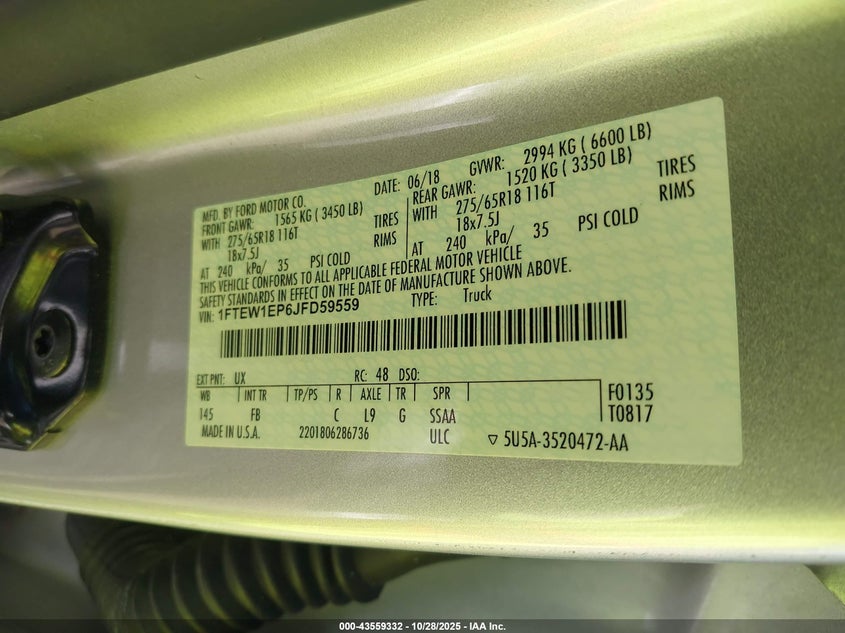 MFD. BY FORD MOTOR CO. DATE: 06/18 GVWR: 2994 KG ( 6600 LB)
FRONT GAWR: 1565 KG ( 3450 LB) REAR GAWR: 1520 KG ( 3350 LB)
WITH 275/65R18 116T TIRES WITH 275/65R18 116T TIRES
18x7.5J RIMS 18x7.5J RIMS
AT 240 kPa/ 35 PSI COLD AT 240 kPa/ 35 PSI COLD
THIS VEHICLE CONFORMS TO ALL APPLICABLE FEDERAL MOTOR VEHICLE
SAFETY STANDARDS IN EFFECT ON THE DATE OF MANUFACTURE SHOWN ABOVE.
VIN: 1FTEW1EP6JFD59559 TYPE: Truck
EXT PNT: UX RC: 48 DSO:
WB INT TR TP/PS R AXLE TR SPR F0135
145 FB C L9 G SSAA T0817
MADE IN U.S.A. 2201806286736 ULC ▽ 5U5A-3520472-AA
000-43559332 - 10/28/2025 - IAA Inc.